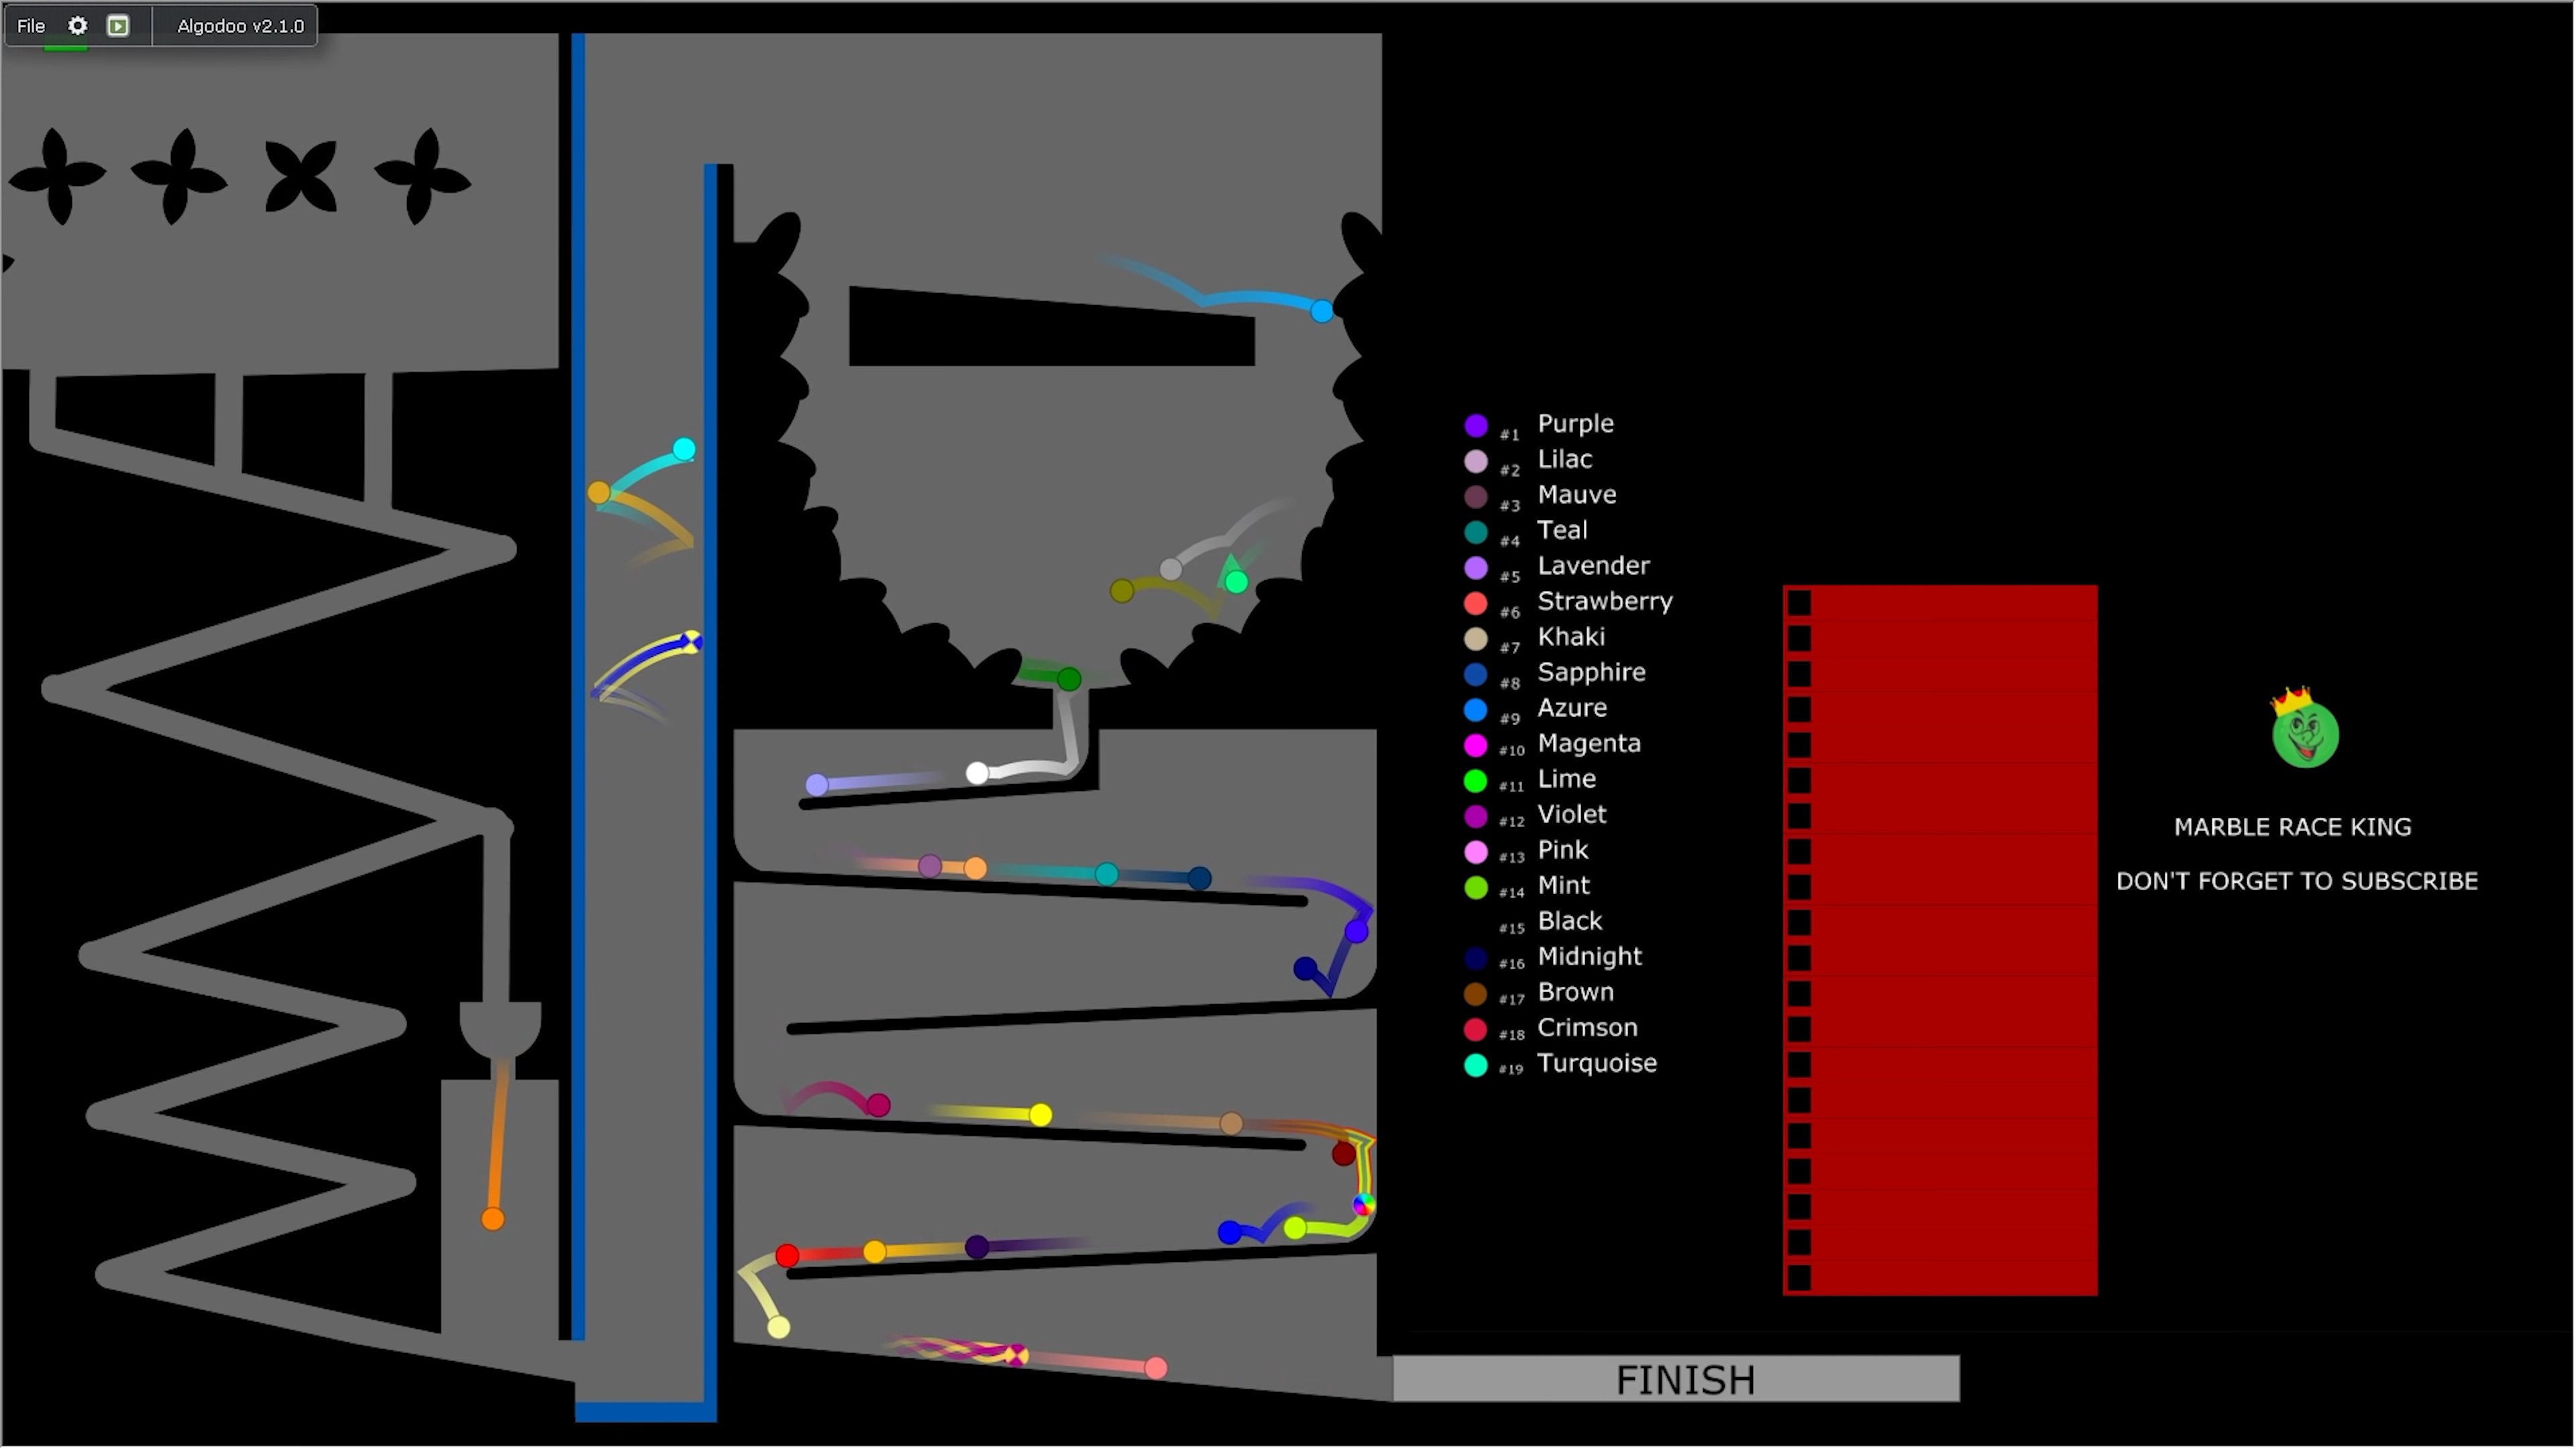 File Algodoo v2.1.0
#1 Purple
#2 Lilac
#3 Mauve
#4 Teal
#5 Lavender
#6 Strawberry
#7 Khaki
#8 Sapphire
#9 Azure
#10 Magenta
#11 Lime
#12 Violet
#13 Pink
#14 Mint
#15 Black
#16 Midnight
#17 Brown
#18 Crimson
#19 Turquoise
MARBLE RACE KING
DON'T FORGET TO SUBSCRIBE
FINISH